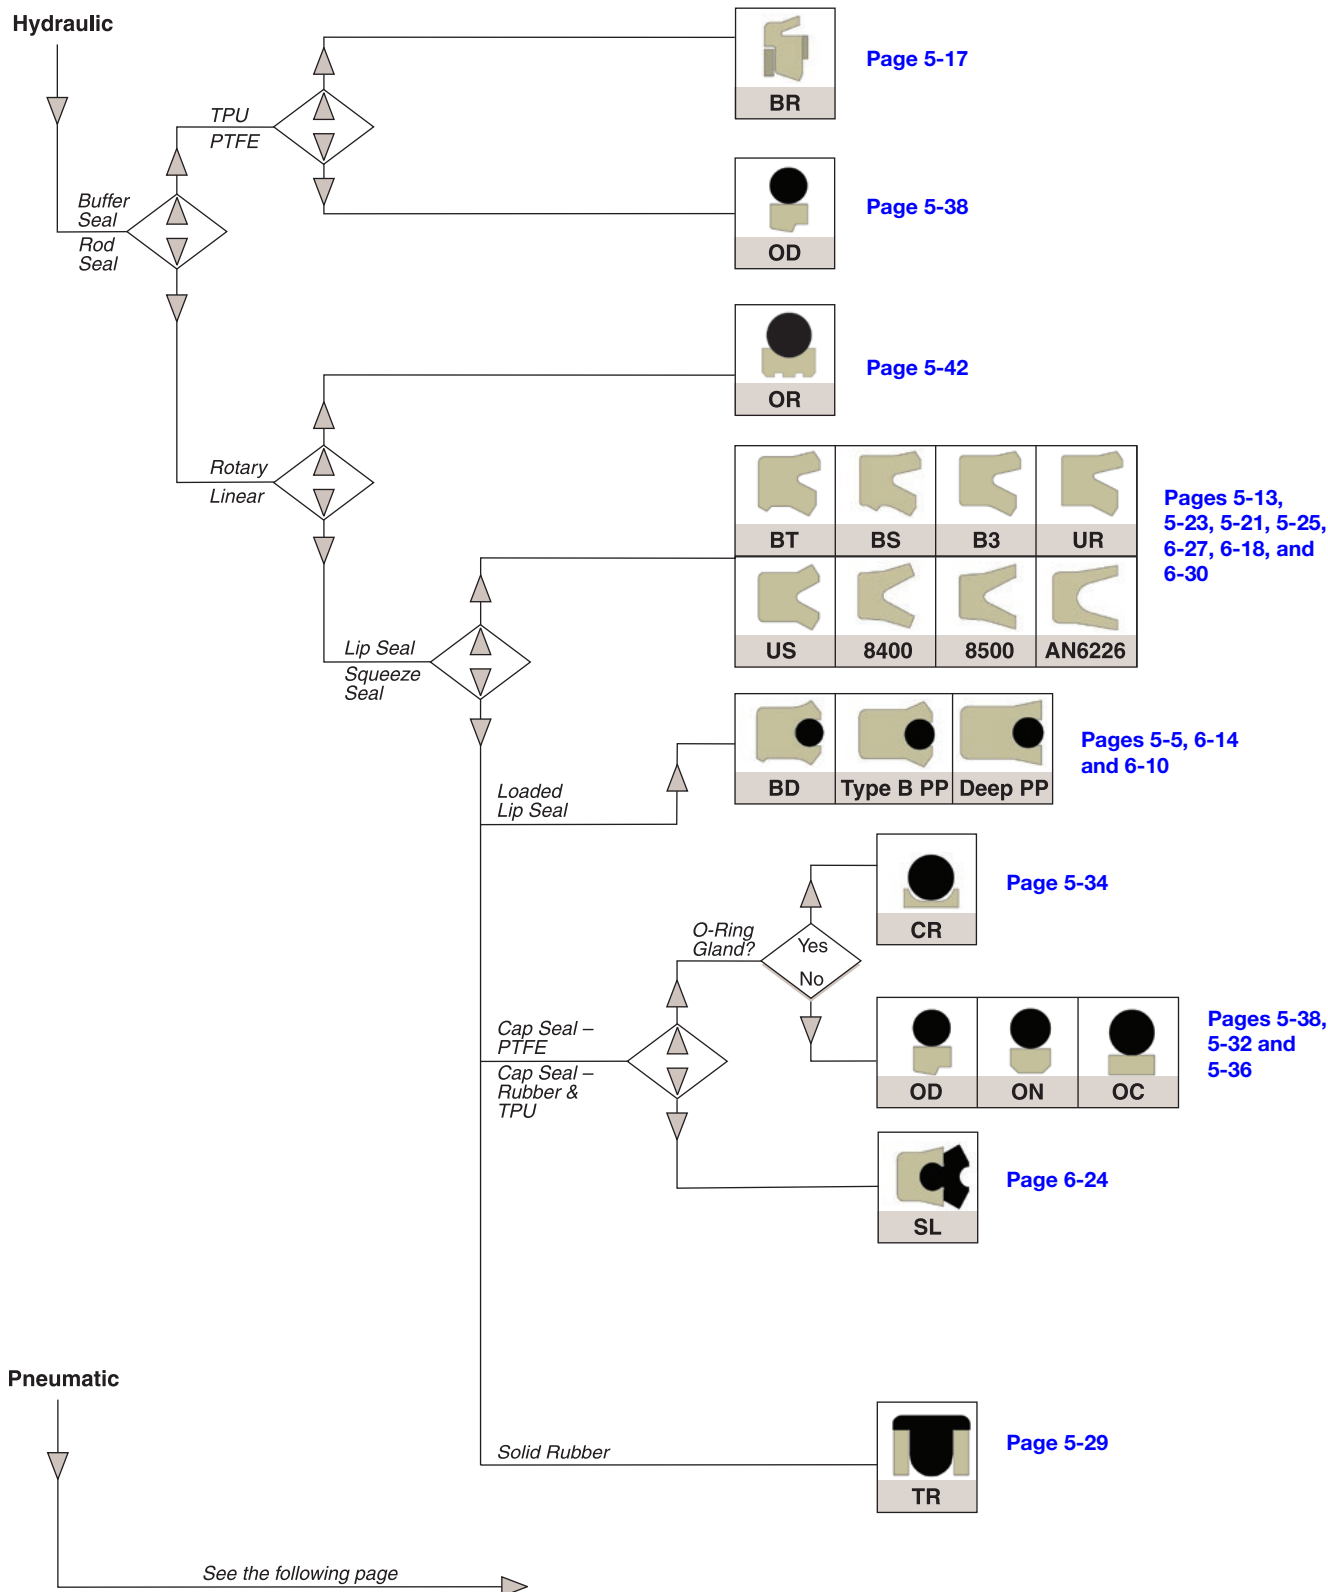 Hydraulic
BR
Page 5-17
TPU
PTFE
Buffer
Seal
Rod
Seal
OD
Page 5-38
OR
Page 5-42
Rotary
Linear
BT
BS
B3
UR
US
8400
8500
AN6226
Pages 5-13,
5-23, 5-21, 5-25,
6-27, 6-18, and
6-30
Lip Seal
Squeeze
Seal
BD
Type B PP
Deep PP
Pages 5-5, 6-14
and 6-10
Loaded
Lip Seal
CR
Page 5-34
O-Ring
Gland?
Yes
No
Cap Seal –
PTFE
Cap Seal –
Rubber &
TPU
OD
ON
OC
Pages 5-38,
5-32 and
5-36
SL
Page 6-24
Pneumatic
Solid Rubber
TR
Page 5-29
See the following page